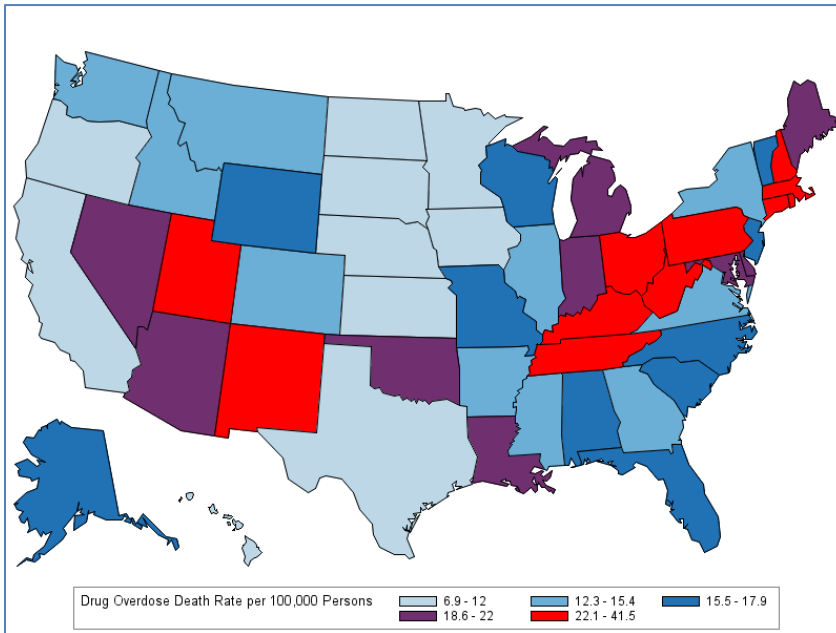 Drug Overdose Death Rate per 100,000 Persons 6.9 - 12 12.3 - 15.4 15.5 - 17.9
18.6 - 22 22.1 - 41.5